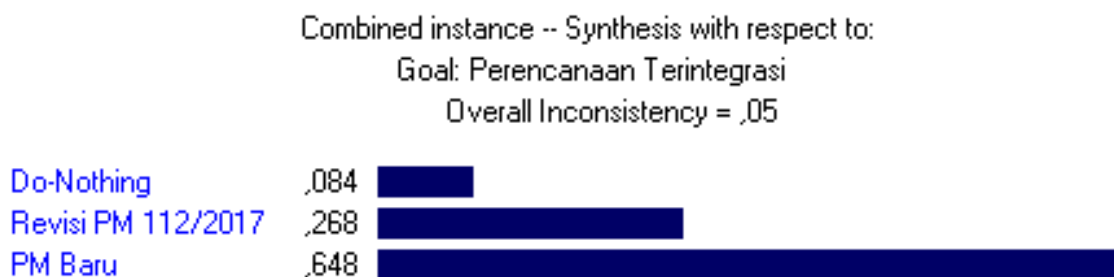 Combined instance -- Synthesis with respect to:
Goal: Perencanaan Terintegrasi
Overall Inconsistency = ,05
Do-Nothing ,084
Revisi PM 112/2017 ,268
PM Baru ,648